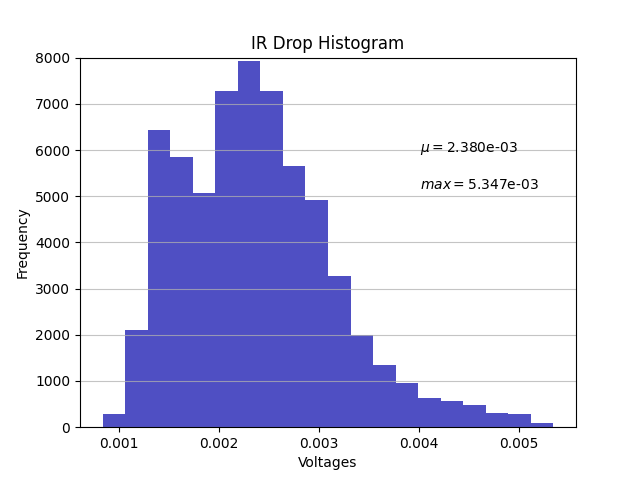 IR Drop Histogram
8000
7000
6000
5000
4000
3000
2000
1000
0
Frequency
μ = 2.380e-03
max = 5.347e-03
0.001 0.002 0.003 0.004 0.005
Voltages